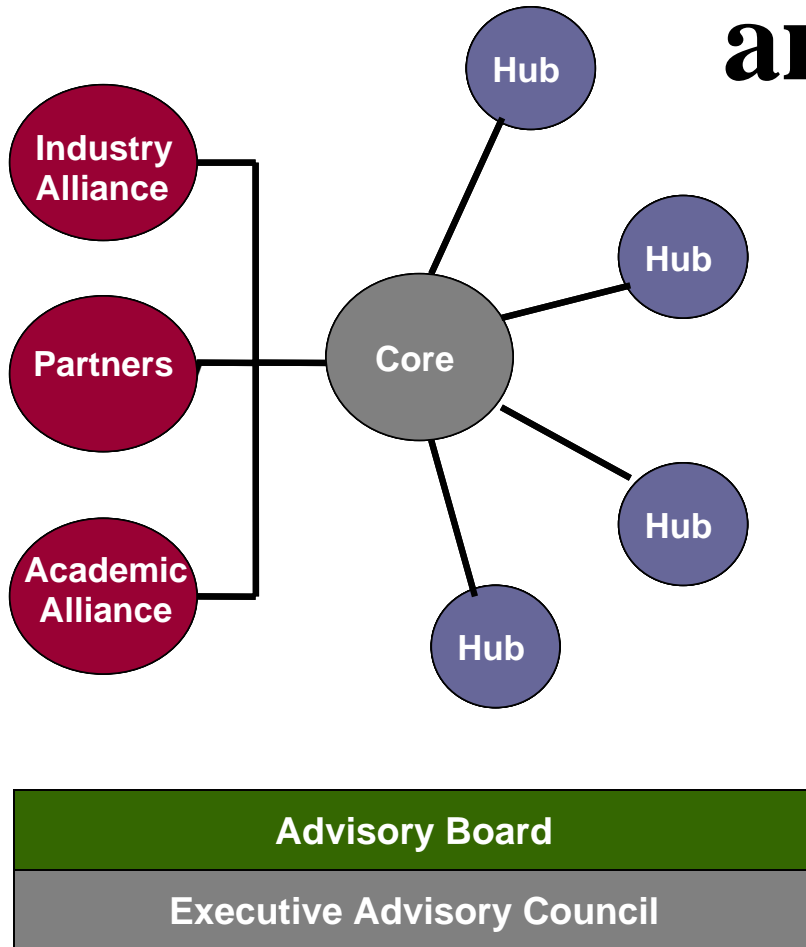 Hub
Industry
Alliance
Hub
Partners
Core
Hub
Academic
Alliance
Hub
Advisory Board
Executive Advisory Council